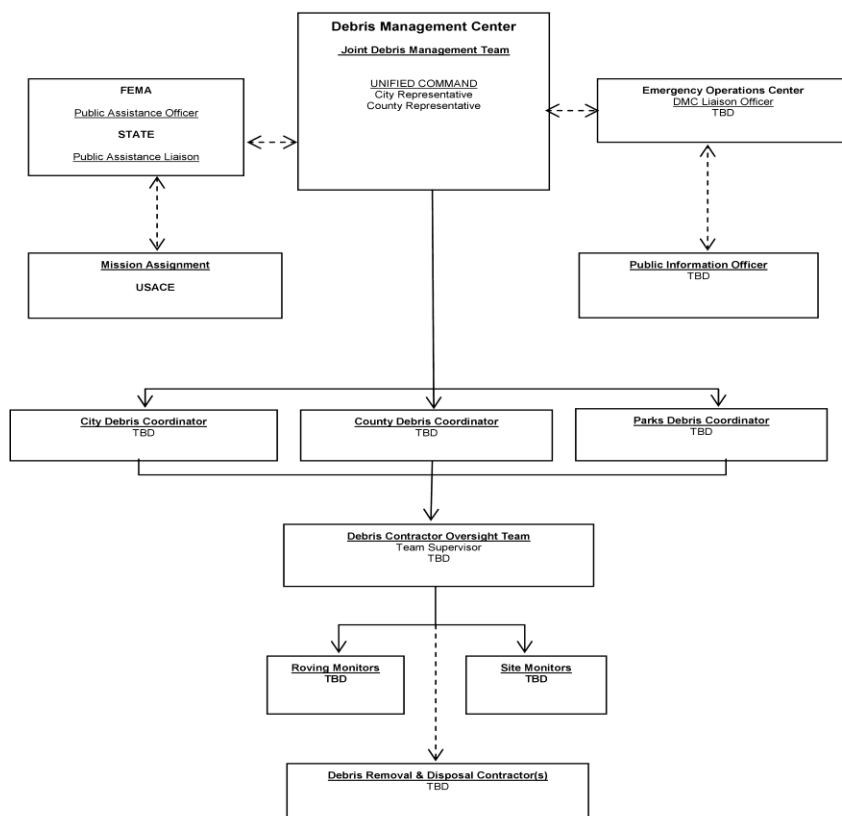 Debris Management Center
Joint Debris Management Team
UNIFIED COMMAND
City Representative
County Representative
FEMA
Public Assistance Officer
STATE
Public Assistance Liaison
Emergency Operations Center
DMC Liaison Officer
TBD
Mission Assignment
USACE
Public Information Officer
TBD
City Debris Coordinator
TBD
County Debris Coordinator
TBD
Parks Debris Coordinator
TBD
Debris Contractor Oversight Team
Team Supervisor
TBD
Roving Monitors
TBD
Site Monitors
TBD
Debris Removal & Disposal Contractor(s)
TBD